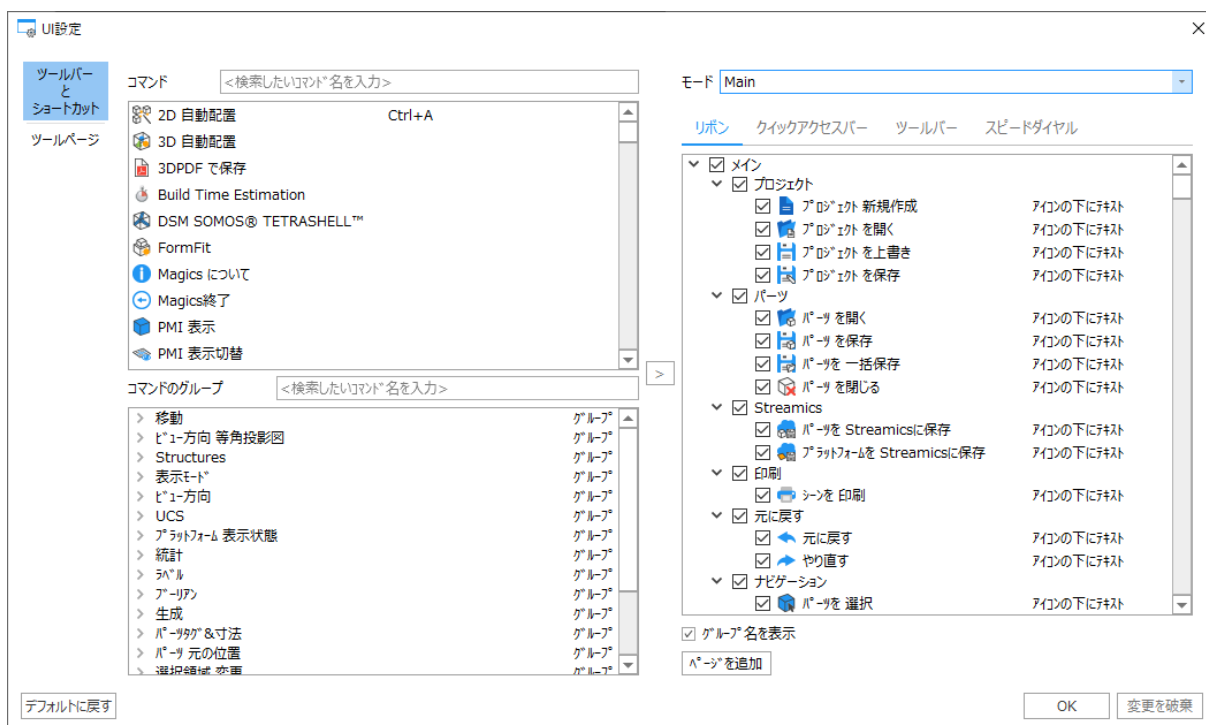 UI設定
ツールバー
と
ショートカット
ツールページ
コマンド <検索したいｺﾏﾝﾄﾞ名を入力>
2D 自動配置 Ctrl+A
3D 自動配置
3DPDF で保存
Build Time Estimation
DSM SOMOS® TETRASHELL™
FormFit
Magics について
Magics終了
PMI 表示
PMI 表示切替
コマンドのグループ <検索したいｺﾏﾝﾄﾞ名を入力>
移動 ｸﾞﾙｰﾌﾟ
ﾋﾞｭｰ方向 等角投影図 ｸﾞﾙｰﾌﾟ
Structures ｸﾞﾙｰﾌﾟ
表示ﾓｰﾄﾞ ｸﾞﾙｰﾌﾟ
ﾋﾞｭｰ方向 ｸﾞﾙｰﾌﾟ
UCS ｸﾞﾙｰﾌﾟ
ﾌﾟﾗｯﾄﾌｫｰﾑ 表示状態 ｸﾞﾙｰﾌﾟ
統計 ｸﾞﾙｰﾌﾟ
ﾗﾍﾞﾙ ｸﾞﾙｰﾌﾟ
ﾌﾞｰﾘｱﾝ ｸﾞﾙｰﾌﾟ
生成 ｸﾞﾙｰﾌﾟ
ﾊﾟｰﾂﾀｸﾞ&寸法 ｸﾞﾙｰﾌﾟ
ﾊﾟｰﾂ 元の位置 ｸﾞﾙｰﾌﾟ
選択領域 変更 ｸﾞﾙｰﾌﾟ
デフォルトに戻す
>
モード Main
リボン クイックアクセスバー ツールバー スピードダイヤル
メイン
プロジェクト
ﾌﾟﾛｼﾞｪｸﾄ 新規作成 ｱｲｺﾝの下にﾃｷｽﾄ
ﾌﾟﾛｼﾞｪｸﾄ を開く ｱｲｺﾝの下にﾃｷｽﾄ
ﾌﾟﾛｼﾞｪｸﾄ を上書き ｱｲｺﾝの下にﾃｷｽﾄ
ﾌﾟﾛｼﾞｪｸﾄ を保存 ｱｲｺﾝの下にﾃｷｽﾄ
パーツ
ﾊﾟｰﾂ を開く ｱｲｺﾝの下にﾃｷｽﾄ
ﾊﾟｰﾂ を保存 ｱｲｺﾝの下にﾃｷｽﾄ
ﾊﾟｰﾂを 一括保存 ｱｲｺﾝの下にﾃｷｽﾄ
ﾊﾟｰﾂ を閉じる ｱｲｺﾝの下にﾃｷｽﾄ
Streamics
ﾊﾟｰﾂを Streamicsに保存 ｱｲｺﾝの下にﾃｷｽﾄ
ﾌﾟﾗｯﾄﾌｫｰﾑを Streamicsに保存 ｱｲｺﾝの下にﾃｷｽﾄ
印刷
ｼｰﾝを 印刷 ｱｲｺﾝの下にﾃｷｽﾄ
元に戻す
元に戻す ｱｲｺﾝの下にﾃｷｽﾄ
やり直す ｱｲｺﾝの下にﾃｷｽﾄ
ナビゲーション
ﾊﾟｰﾂを 選択 ｱｲｺﾝの下にﾃｷｽﾄ
ｸﾞﾙｰﾌﾟ名を表示
ﾍﾟｰｼﾞを追加
OK 変更を破棄